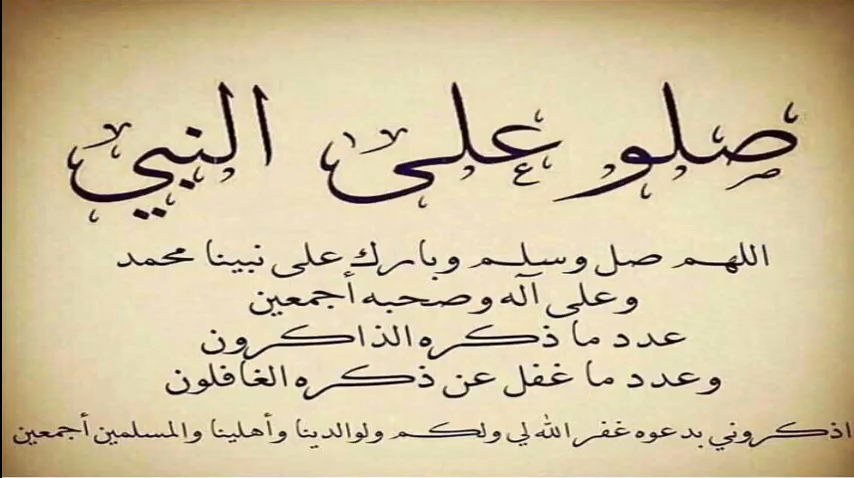 صلو على النبي
اللهم صل وسلم وبارك على نبينا محمد
وعلى آله وصحبه أجمعين
عدد ما ذكره الذاكرون
وعدد ما غفل عن ذكره الغافلون
اذكروني بدعوه غفر الله لي ولكم ولوالدينا وأهلينا والمسلمين أجمعين